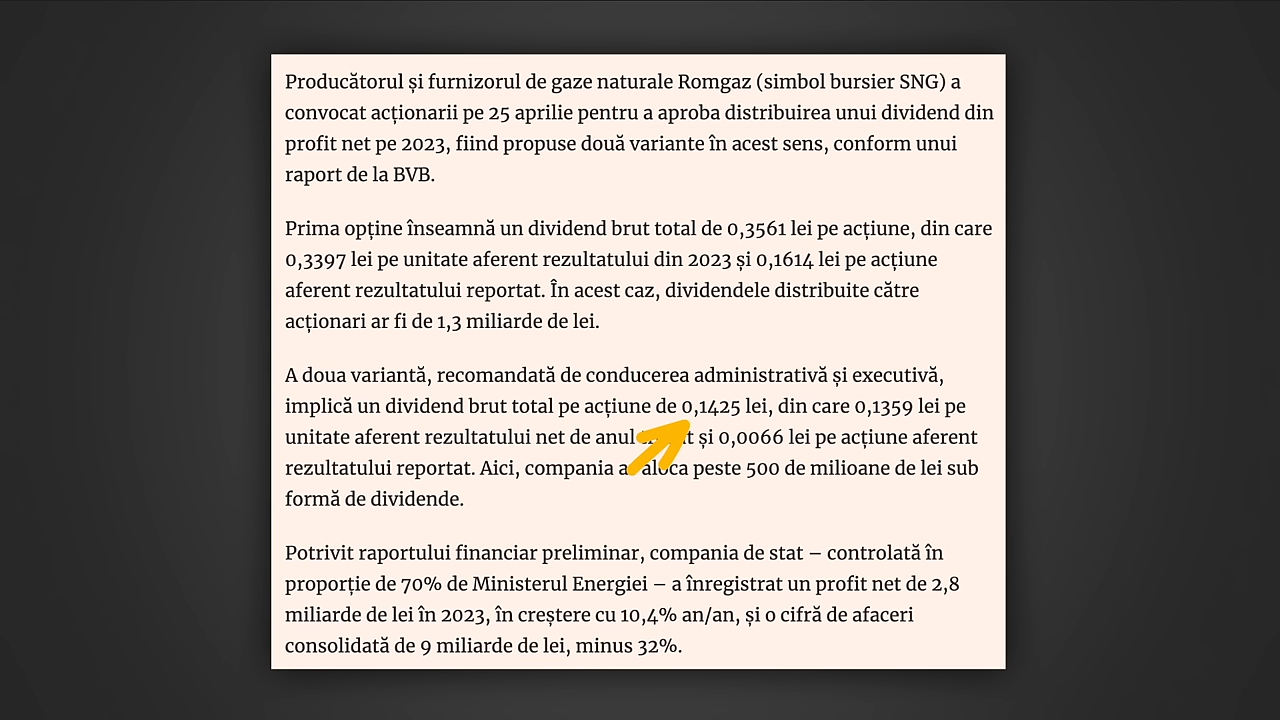 Producătorul și furnizorul de gaze naturale Romgaz (simbol bursier SNG) a
convocat acționarii pe 25 aprilie pentru a aproba distribuirea unui dividend din
profit net pe 2023, fiind propuse două variante în acest sens, conform unui
raport de la BVB.
Prima opține înseamnă un dividend brut total de 0,3561 lei pe acțiune, din care
0,3397 lei pe unitate aferent rezultatului din 2023 și 0,1614 lei pe acțiune
aferent rezultatului reportat. În acest caz, dividendele distribuite către
acționari ar fi de 1,3 miliarde de lei.
A doua variantă, recomandată de conducerea administrativă și executivă,
implică un dividend brut total pe acțiune de 0,1425 lei, din care 0,1359 lei pe
unitate aferent rezultatului net de anul și 0,0066 lei pe acțiune aferent
rezultatului reportat. Aici, compania aloca peste 500 de milioane de lei sub
formă de dividende.
Potrivit raportului financiar preliminar, compania de stat – controlată în
proporție de 70% de Ministerul Energiei – a înregistrat un profit net de 2,8
miliarde de lei în 2023, în creștere cu 10,4% an/an, și o cifră de afaceri
consolidată de 9 miliarde de lei, minus 32%.